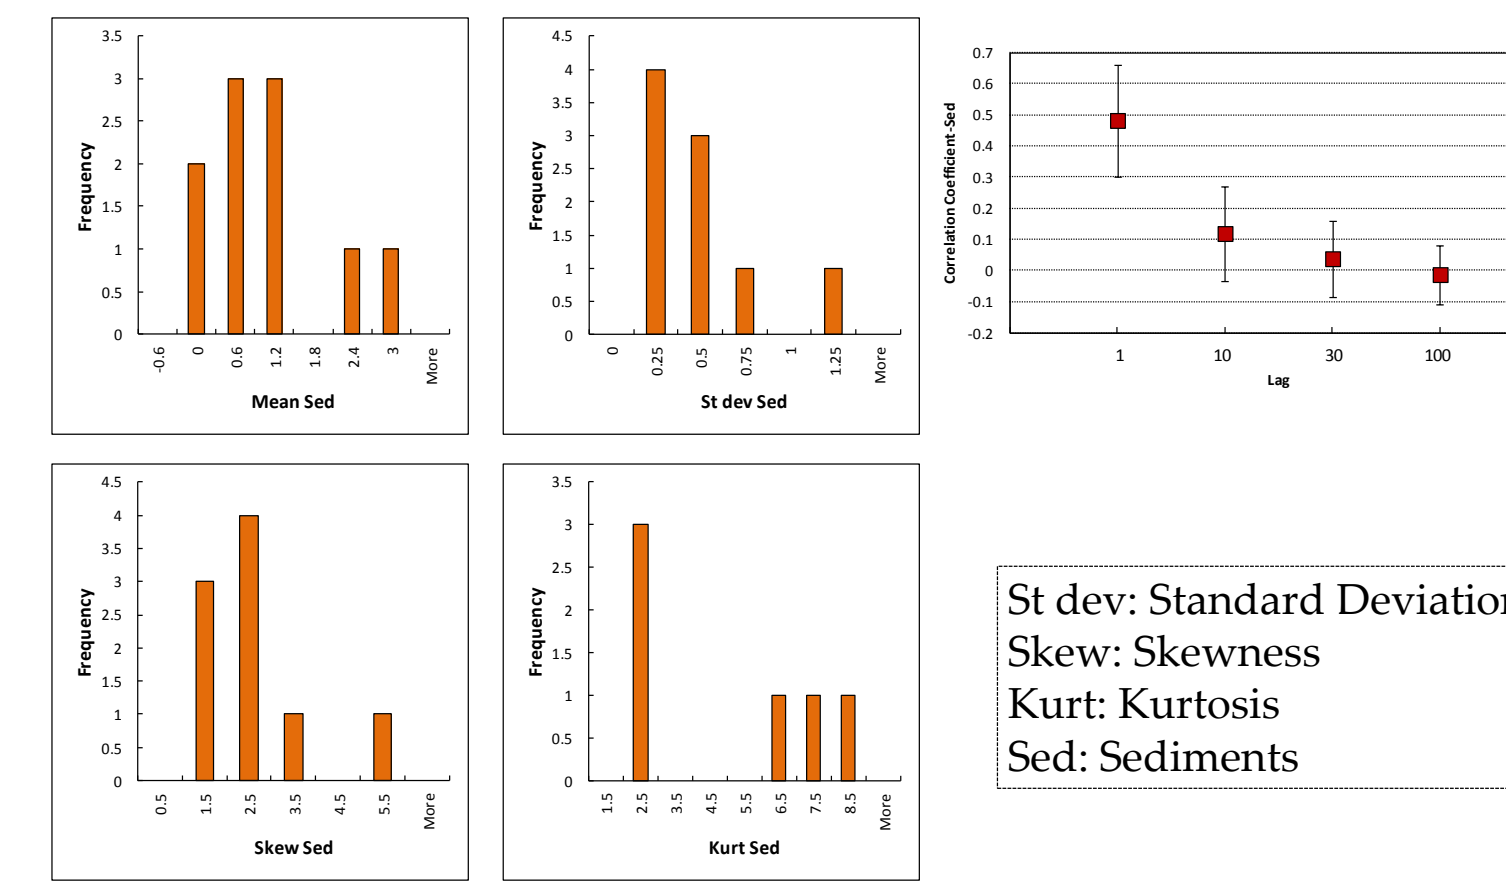 3.5
3
2.5
2
1.5
1
0.5
0
Frequency
-0.6 0 0.6 1.2 1.8 2.4 3 More
Mean Sed
4.5
4
3.5
3
2.5
2
1.5
1
0.5
0
Frequency
0 0.25 0.5 0.75 1 1.25 More
St dev Sed
0.7
0.6
0.5
0.4
0.3
0.2
0.1
0
-0.1
-0.2
Correlation Coefficient-Sed
1 10 30 100
Lag
4.5
4
3.5
3
2.5
2
1.5
1
0.5
0
Frequency
0.5 1.5 2.5 3.5 4.5 5.5 More
Skew Sed
3.5
3
2.5
2
1.5
1
0.5
0
Frequency
1.5 2.5 3.5 4.5 5.5 6.5 7.5 8.5 More
Kurt Sed
St dev: Standard Deviation
Skew: Skewness
Kurt: Kurtosis
Sed: Sediments